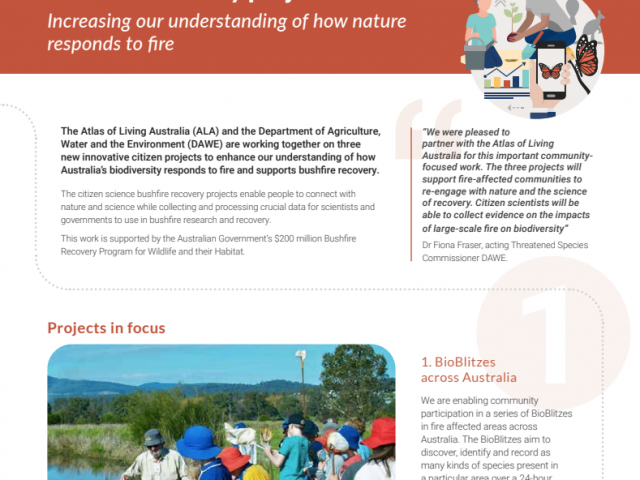 Increasing our understanding of how nature
responds to fire
The Atlas of Living Australia (ALA) and the Department of Agriculture,
Water and the Environment (DAWE) are working together on three
new innovative citizen projects to enhance our understanding of how
Australia's biodiversity responds to fire and supports bushfire recovery.
The citizen science bushfire recovery projects enable people to connect with
nature and science while collecting and processing crucial data for scientists and
governments to use in bushfire research and recovery.
This work is supported by the Australian Government's $200 million Bushfire
Recovery Program for Wildlife and their Habitat.
“
"We were pleased to
partner with the Atlas of Living
Australia for this important community-
focused work. The three projects will
support fire-affected communities to
re-engage with nature and the science
of recovery. Citizen scientists will be
able to collect evidence on the impacts
of large-scale fire on biodiversity"
Dr Fiona Fraser, acting Threatened Species
Commissioner DAWE.
Projects in focus
1
1. BioBlitzes
across Australia
We are enabling community
participation in a series of BioBlitzes
in fire affected areas across
Australia. The BioBlitzes aim to
discover, identify and record as
many kinds of species present in
a particular area over a 24-hour